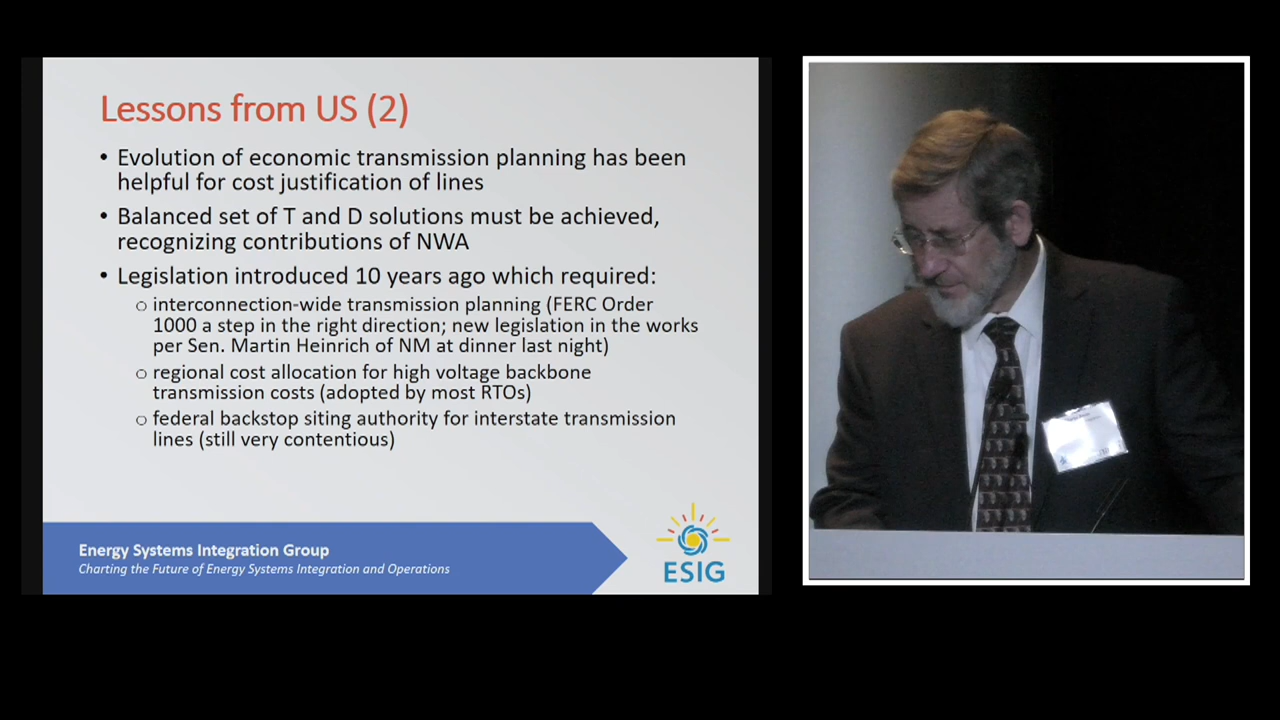 Lessons from US (2)
• Evolution of economic transmission planning has been
helpful for cost justification of lines
• Balanced set of T and D solutions must be achieved,
recognizing contributions of NWA
• Legislation introduced 10 years ago which required:
○ interconnection-wide transmission planning (FERC Order
1000 a step in the right direction; new legislation in the works
per Sen. Martin Heinrich of NM at dinner last night)
○ regional cost allocation for high voltage backbone
transmission costs (adopted by most RTOs)
○ federal backstop siting authority for interstate transmission
lines (still very contentious)
Energy Systems Integration Group
Charting the Future of Energy Systems Integration and Operations
ESIG